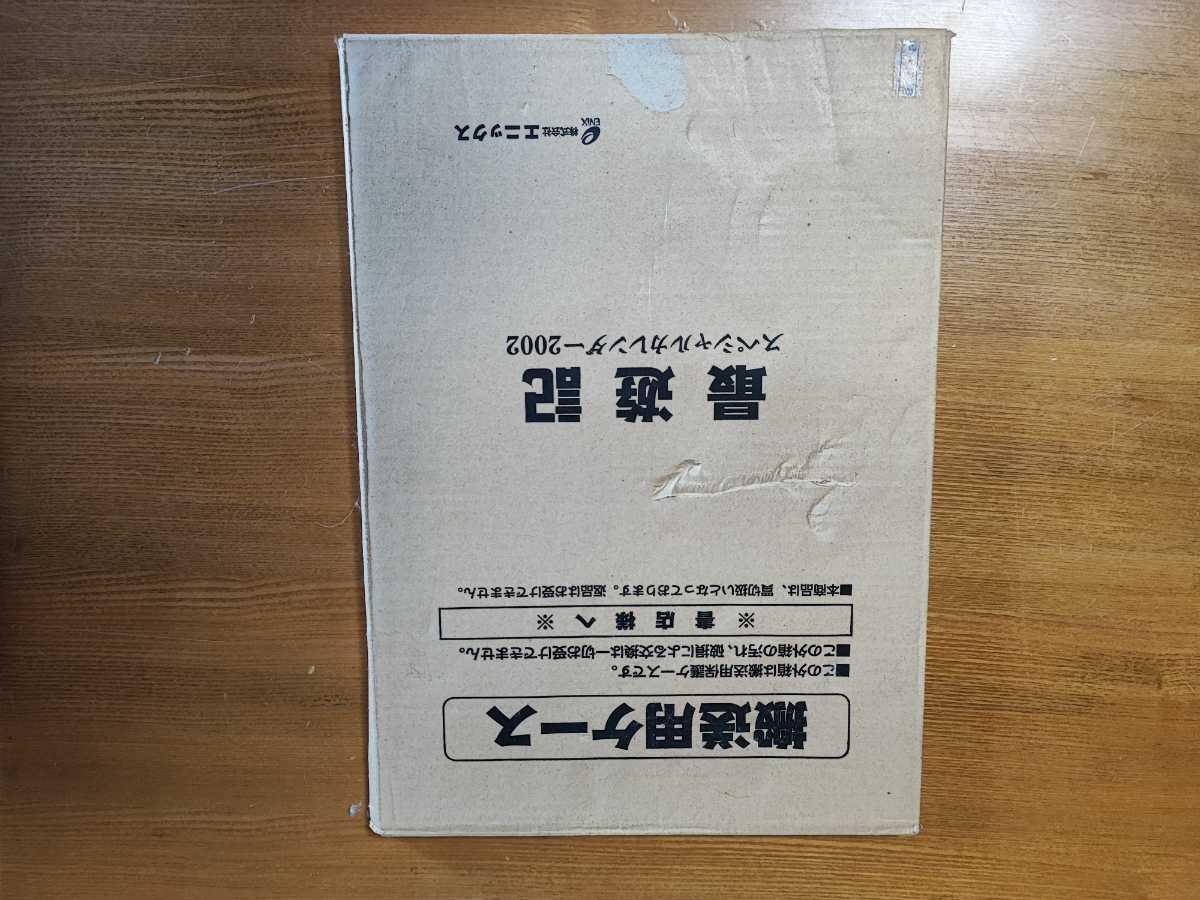 搬送用ケース
■この外箱は搬送用保護ケースです。
■この外箱の汚れ、破損による交換は一切お受けできません。
※ 書店様へ ※
■本商品は、買切扱いとなっております。返品はお受けできません。
最遊記
スペシャルカレンダー2002
ENIX 株式会社 エニックス